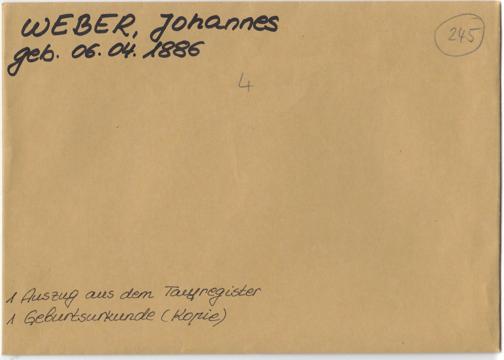 WEBER, Johannes
geb. 06.04.1886
245
4
1 Auszug aus dem Taufregister
1 Geburtsurkunde (Kopie)